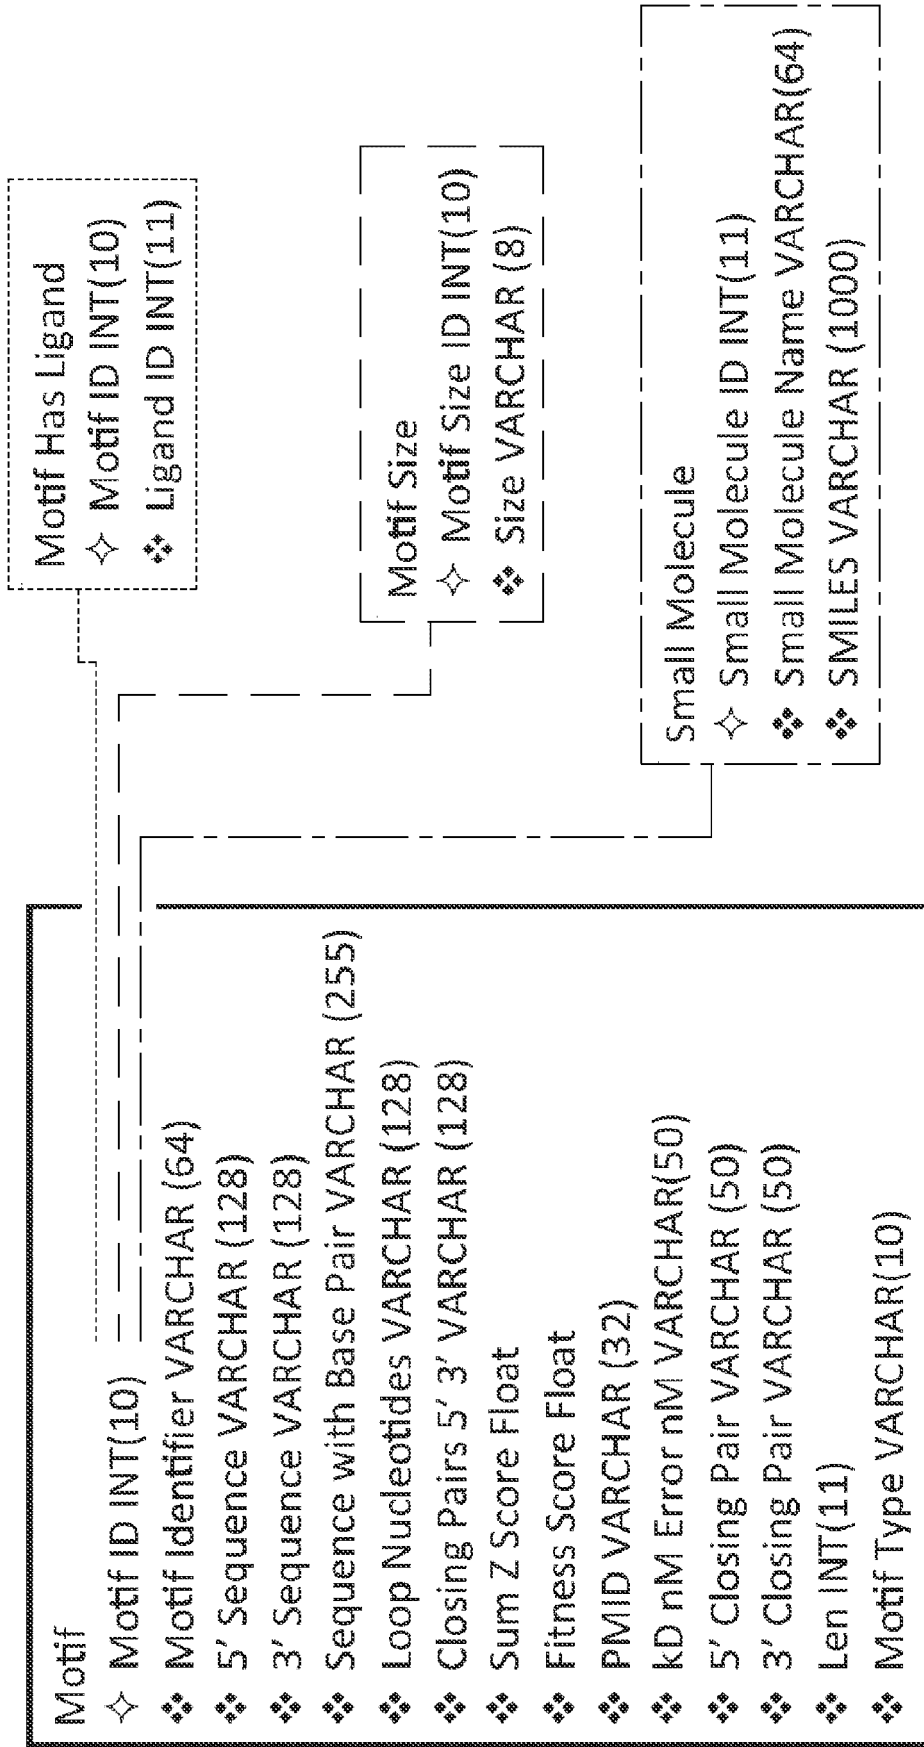 Motif
Motif ID INT(10)
Motif Identifier VARCHAR (64)
5' Sequence VARCHAR (128)
3' Sequence VARCHAR (128)
Sequence with Base Pair VARCHAR (255)
Loop Nucleotides VARCHAR (128)
Closing Pairs 5' 3' VARCHAR (128)
Sum Z Score Float
Fitness Score Float
PMID VARCHAR (32)
kD nM Error nM VARCHAR(50)
5' Closing Pair VARCHAR (50)
3' Closing Pair VARCHAR (50)
Len INT(11)
Motif Type VARCHAR(10)
Motif Has Ligand
Motif ID INT(10)
Ligand ID INT(11)
Motif Size
Motif Size ID INT(10)
Size VARCHAR (8)
Small Molecule
Small Molecule ID INT(11)
Small Molecule Name VARCHAR(64)
SMILES VARCHAR (1000)